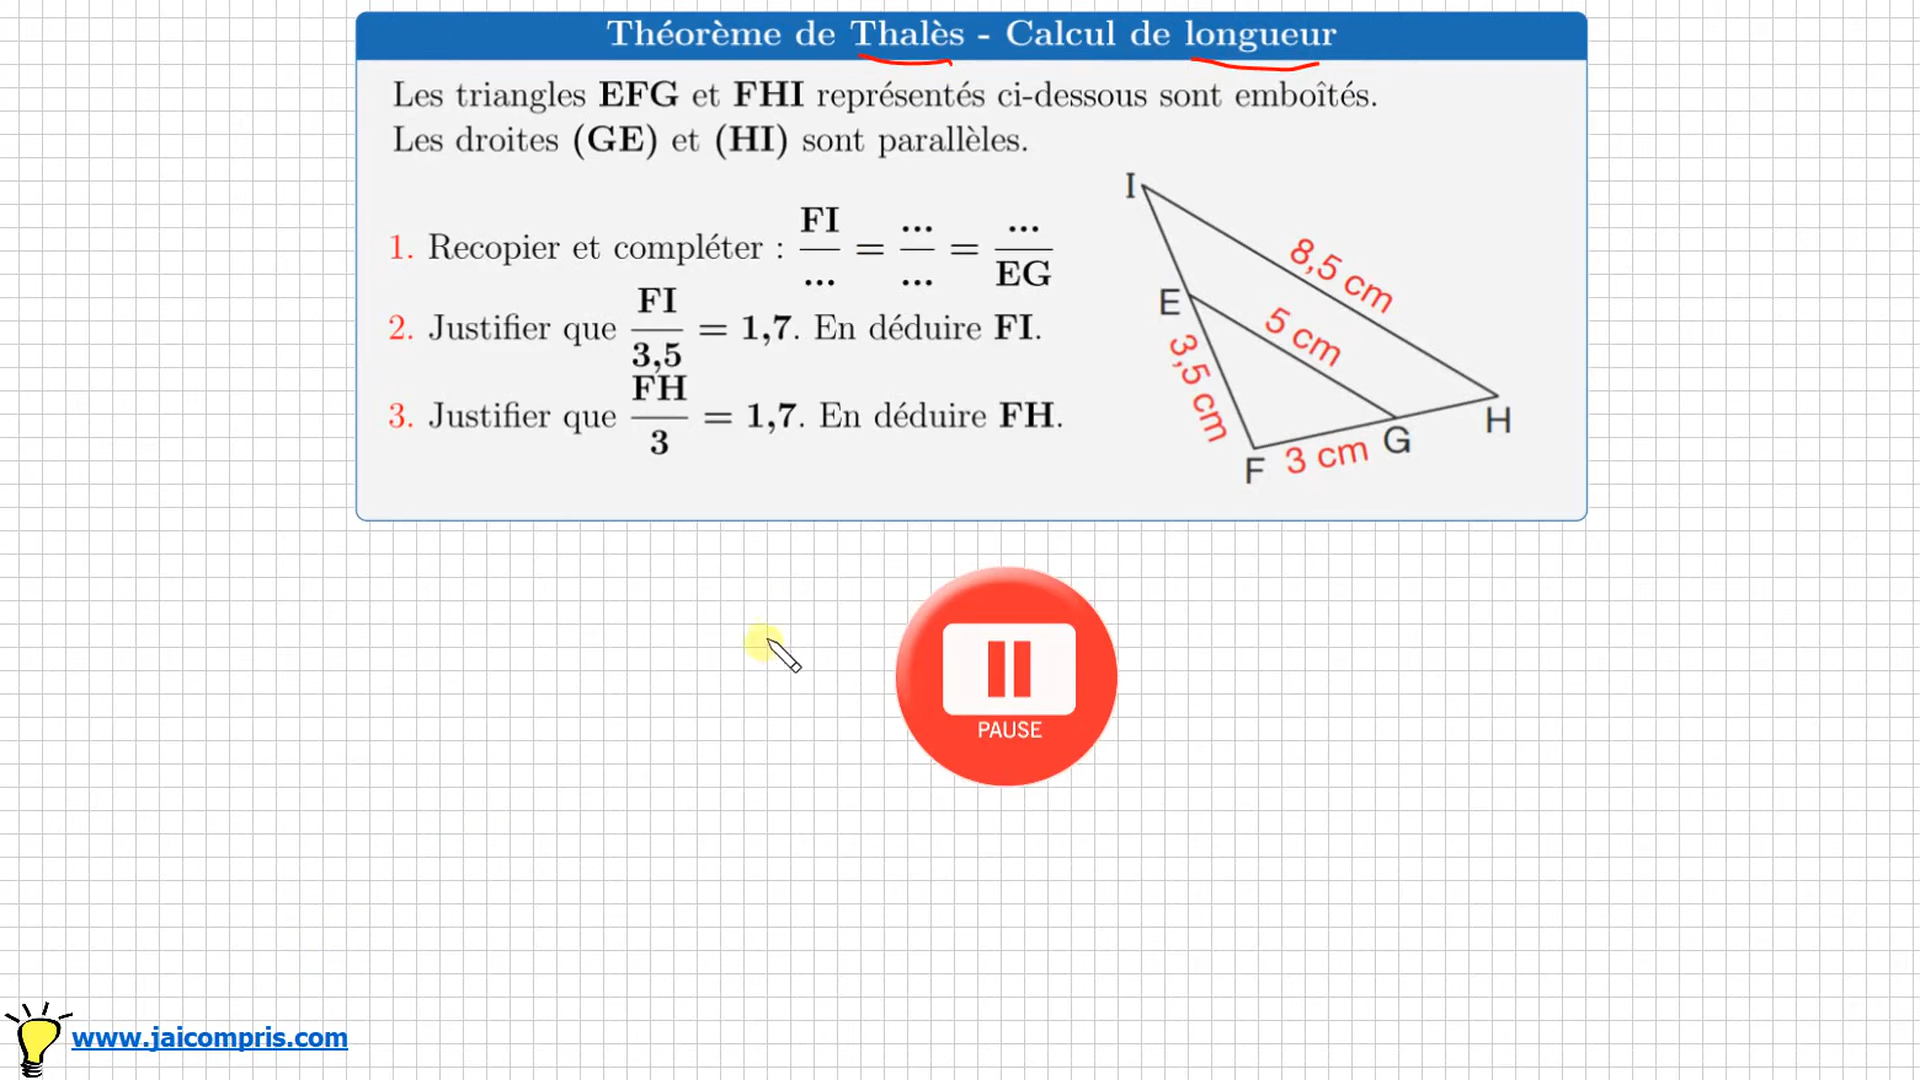 Théorème de Thalès - Calcul de longueur
Les triangles EFG et FHI représentés ci-dessous sont emboîtés.
Les droites (GE) et (HI) sont parallèles.
1. Recopier et compléter : FI/... = .../... = .../EG
2. Justifier que FI/3,5 = 1,7. En déduire FI.
3. Justifier que FH/3 = 1,7. En déduire FH.
I
8,5 cm
E
5 cm
3,5 cm
H
G
F
3 cm
PAUSE
www.jaicompris.com